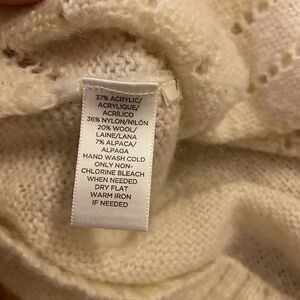 37% ACRYLIC/
ACRYLIQUE/
ACRÍLICO
36% NYLON/NILÓN
20% WOOL/
LAINE/LANA
7% ALPACA/
ALPAGA
HAND WASH COLD
ONLY NON-
CHLORINE BLEACH
WHEN NEEDED
DRY FLAT
WARM IRON
IF NEEDED